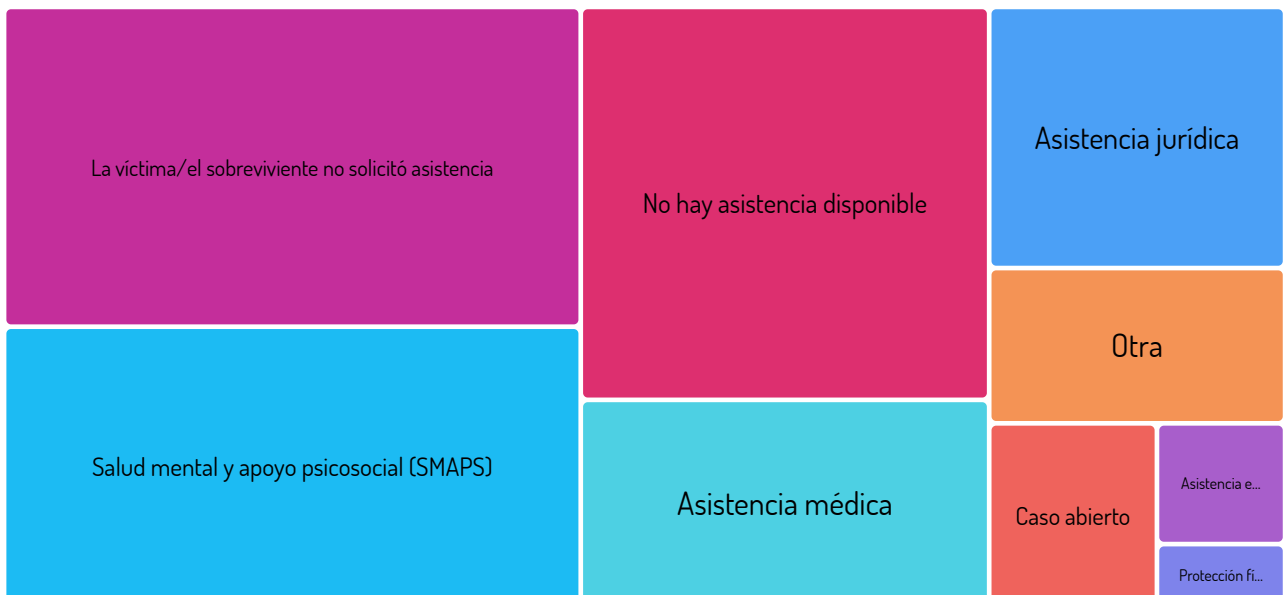 La víctima/el sobreviviente no solicitó asistencia
No hay asistencia disponible
Asistencia jurídica
Otra
Salud mental y apoyo psicosocial (SMAPS)
Asistencia médica
Caso abierto
Asistencia e...
Protección fí...